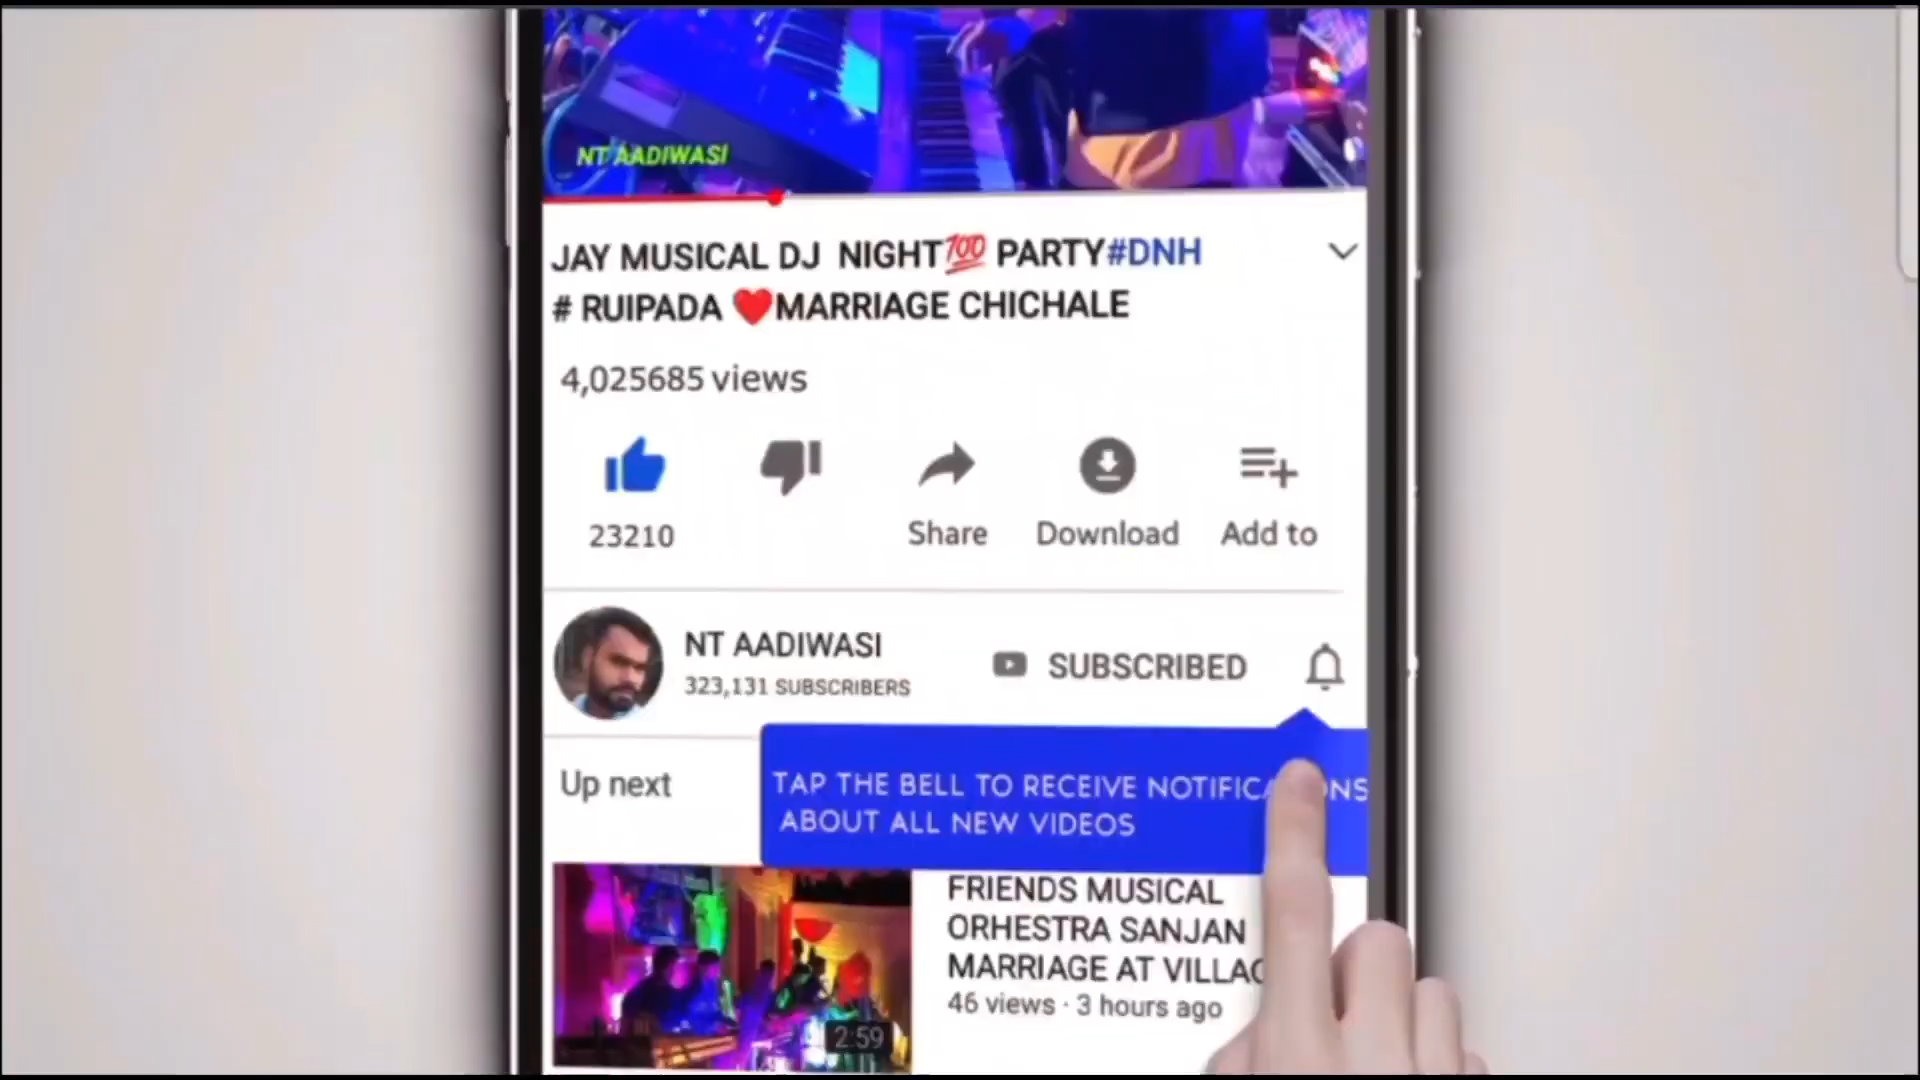 NT AADIWASI
JAY MUSICAL DJ NIGHT💯 PARTY#DNH
# RUIPADA ❤️MARRIAGE CHICHALE
4,025685 views
23210
Share
Download
Add to
NT AADIWASI
323,131 SUBSCRIBERS
SUBSCRIBED
Up next
TAP THE BELL TO RECEIVE
ABOUT ALL NEW VIDEOS
FRIENDS MUSICAL
ORHESTRA SANJAN
MARRIAGE AT
46 views · 3 hours ago
2:59